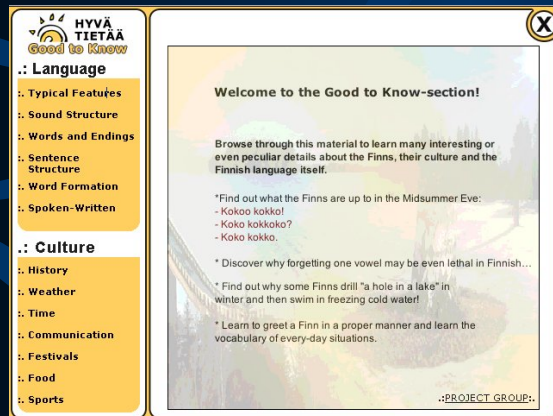 HYVÄ
TIETÄÄ
Good to Know
.: Language
:. Typical Features
:. Sound Structure
:. Words and Endings
:. Sentence
Structure
:. Word Formation
:. Spoken-Written
.: Culture
:. History
:. Weather
:. Time
:. Communication
:. Festivals
:. Food
:. Sports
X
Welcome to the Good to Know-section!
Browse through this material to learn many interesting or
even peculiar details about the Finns, their culture and the
Finnish language itself.
*Find out what the Finns are up to in the Midsummer Eve:
- Kokoo kokko!
- Koko kokkoko?
- Koko kokko.
* Discover why forgetting one vowel may be even lethal in Finnish...
* Find out why some Finns drill "a hole in a lake" in
winter and then swim in freezing cold water!
* Learn to greet a Finn in a proper manner and learn the
vocabulary of every-day situations.
.:PROJECT GROUP:.